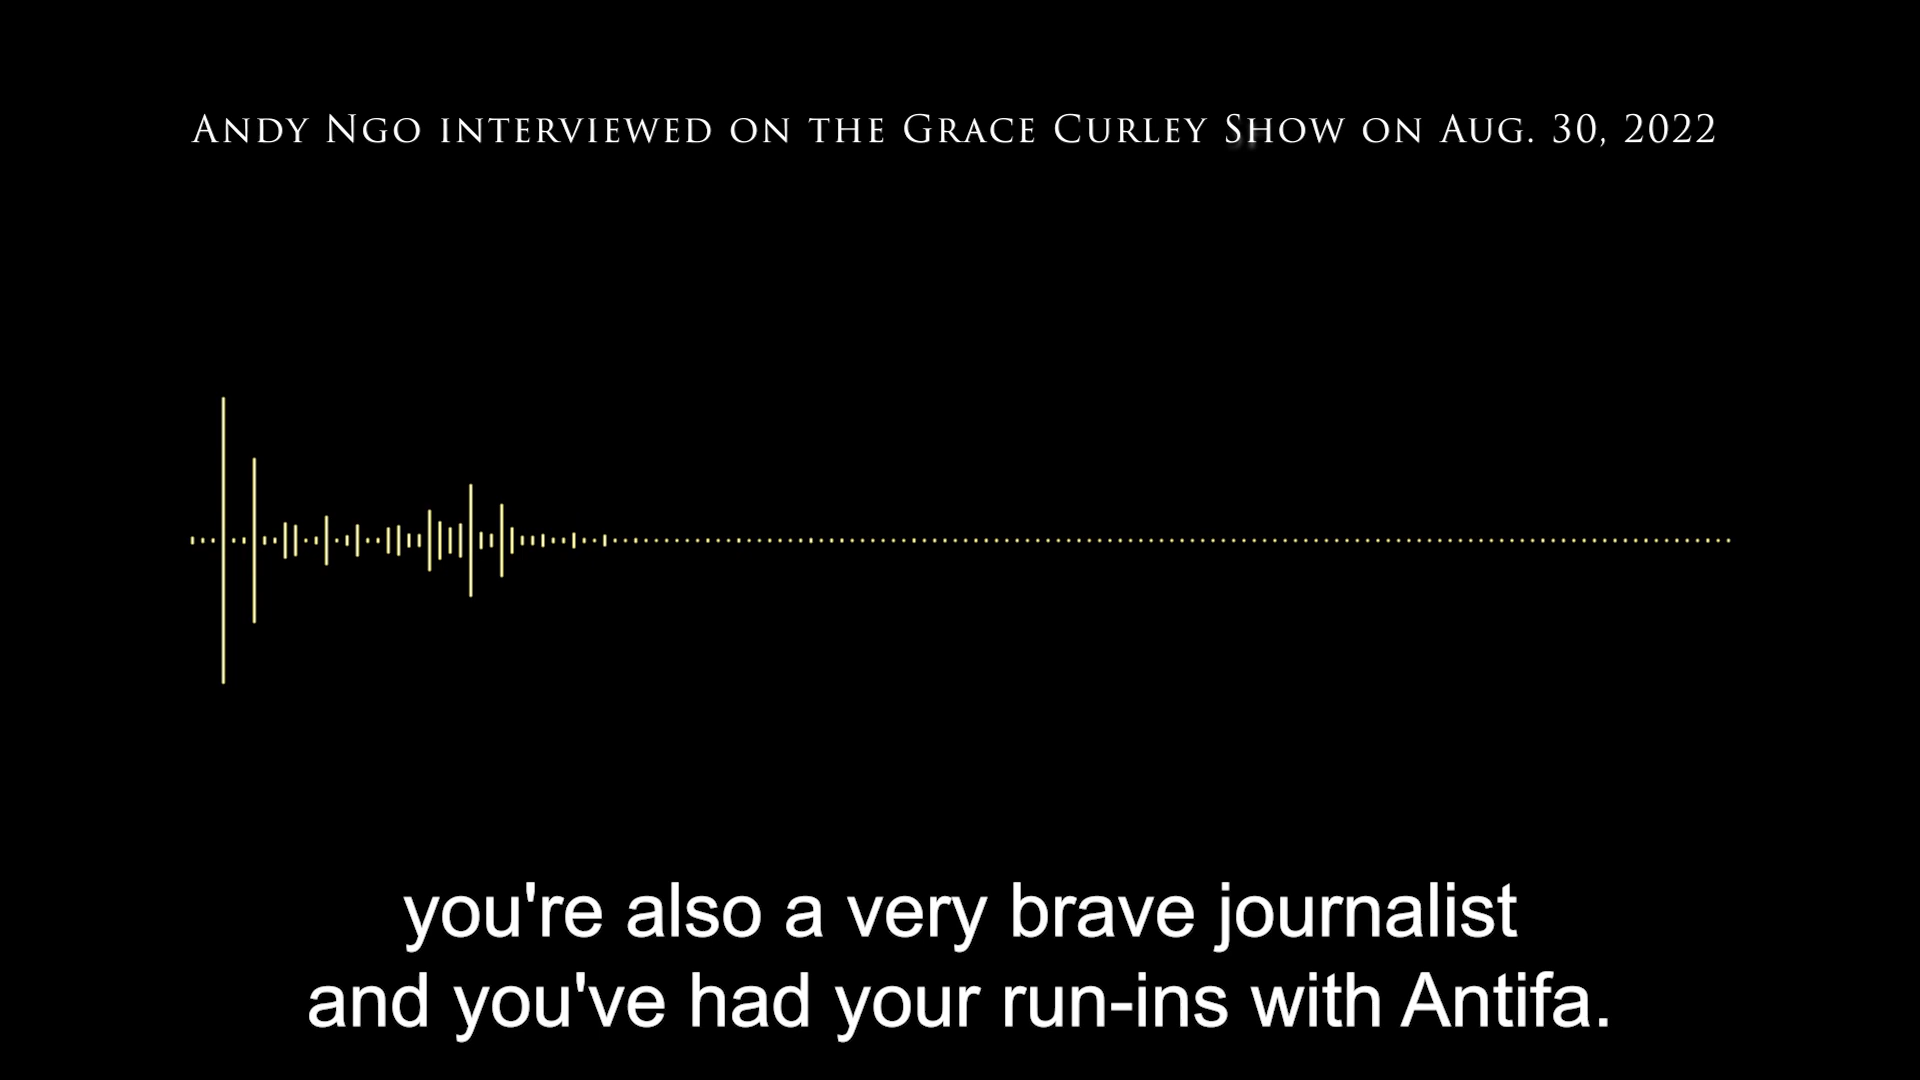 Andy Ngo interviewed on the Grace Curley Show on Aug. 30, 2022
you're also a very brave journalist
and you've had your run-ins with Antifa.